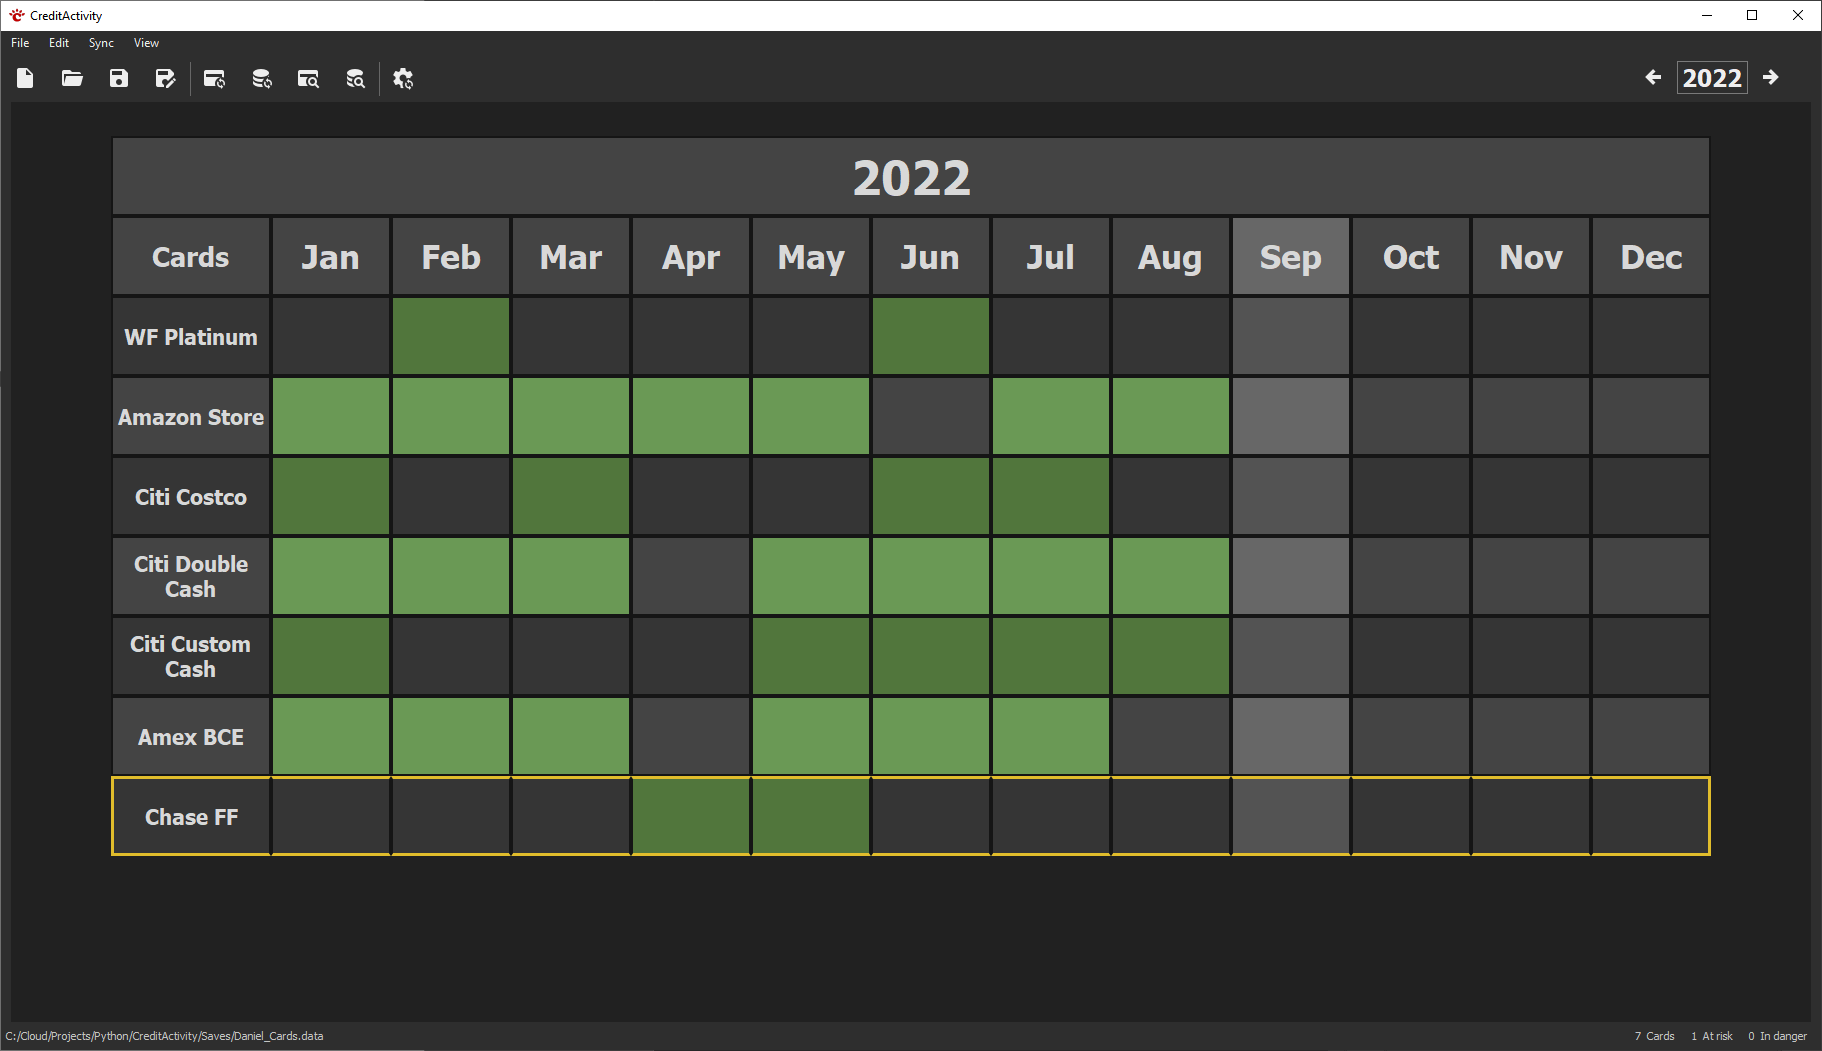 CreditActivity
File Edit Sync View
2022
2022
Cards Jan Feb Mar Apr May Jun Jul Aug Sep Oct Nov Dec
WF Platinum
Amazon Store
Citi Costco
Citi Double
Cash
Citi Custom
Cash
Amex BCE
Chase FF
C:/Cloud/Projects/Python/CreditActivity/Saves/Daniel_Cards.data 7 Cards 1 At risk 0 In danger